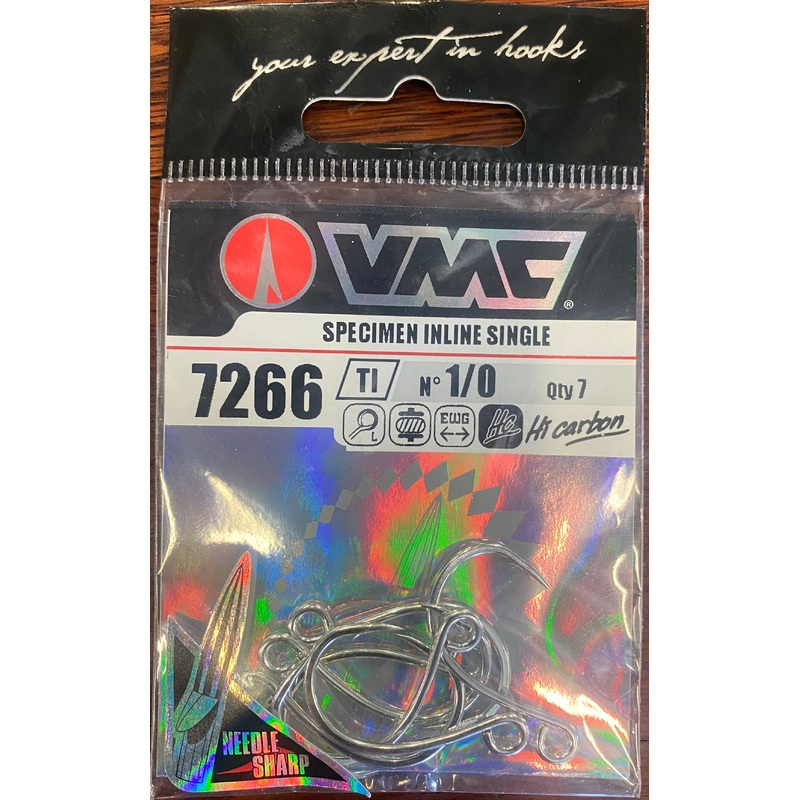 your expert in hooks
VMC®
SPECIMEN INLINE SINGLE
7266 TI N° 1/0 Qty 7
L EWG Hc Hi carbon
NEEDLE
SHARP